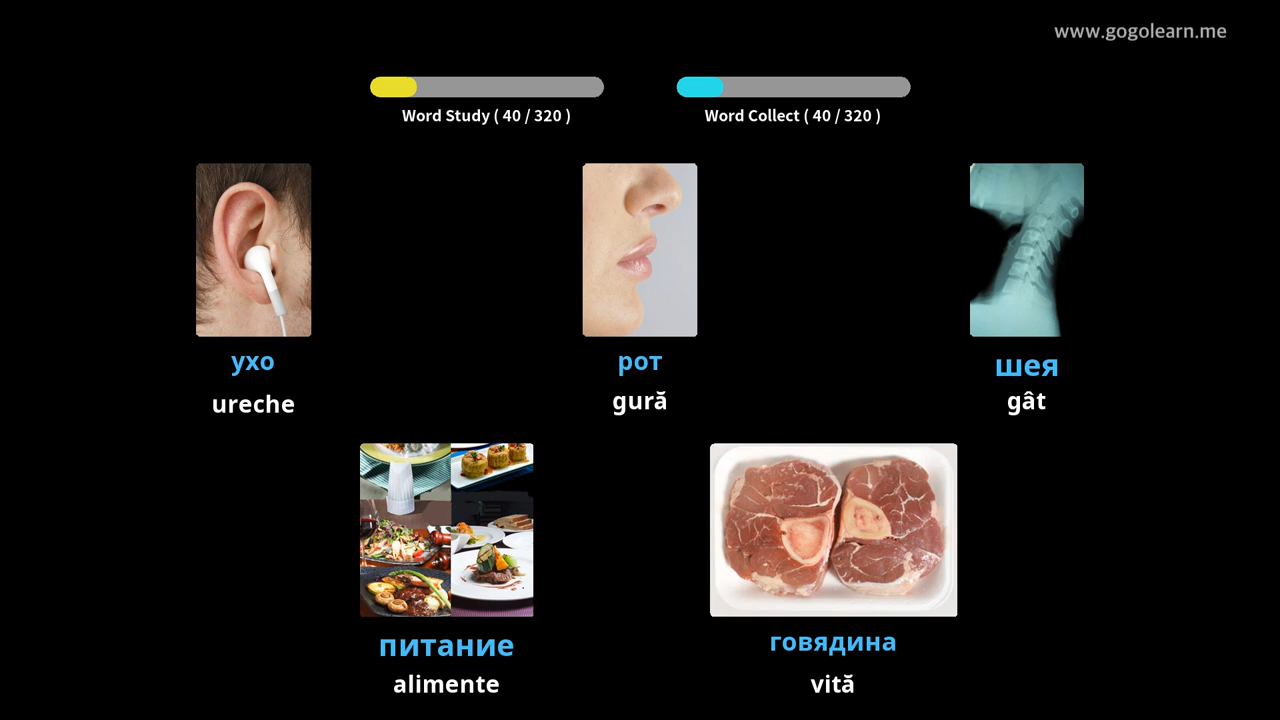 www.gogolearn.me
Word Study ( 40 / 320 )
Word Collect ( 40 / 320 )
ухо
рот
шея
ureche
gură
gât
питание
говядина
alimente
vită